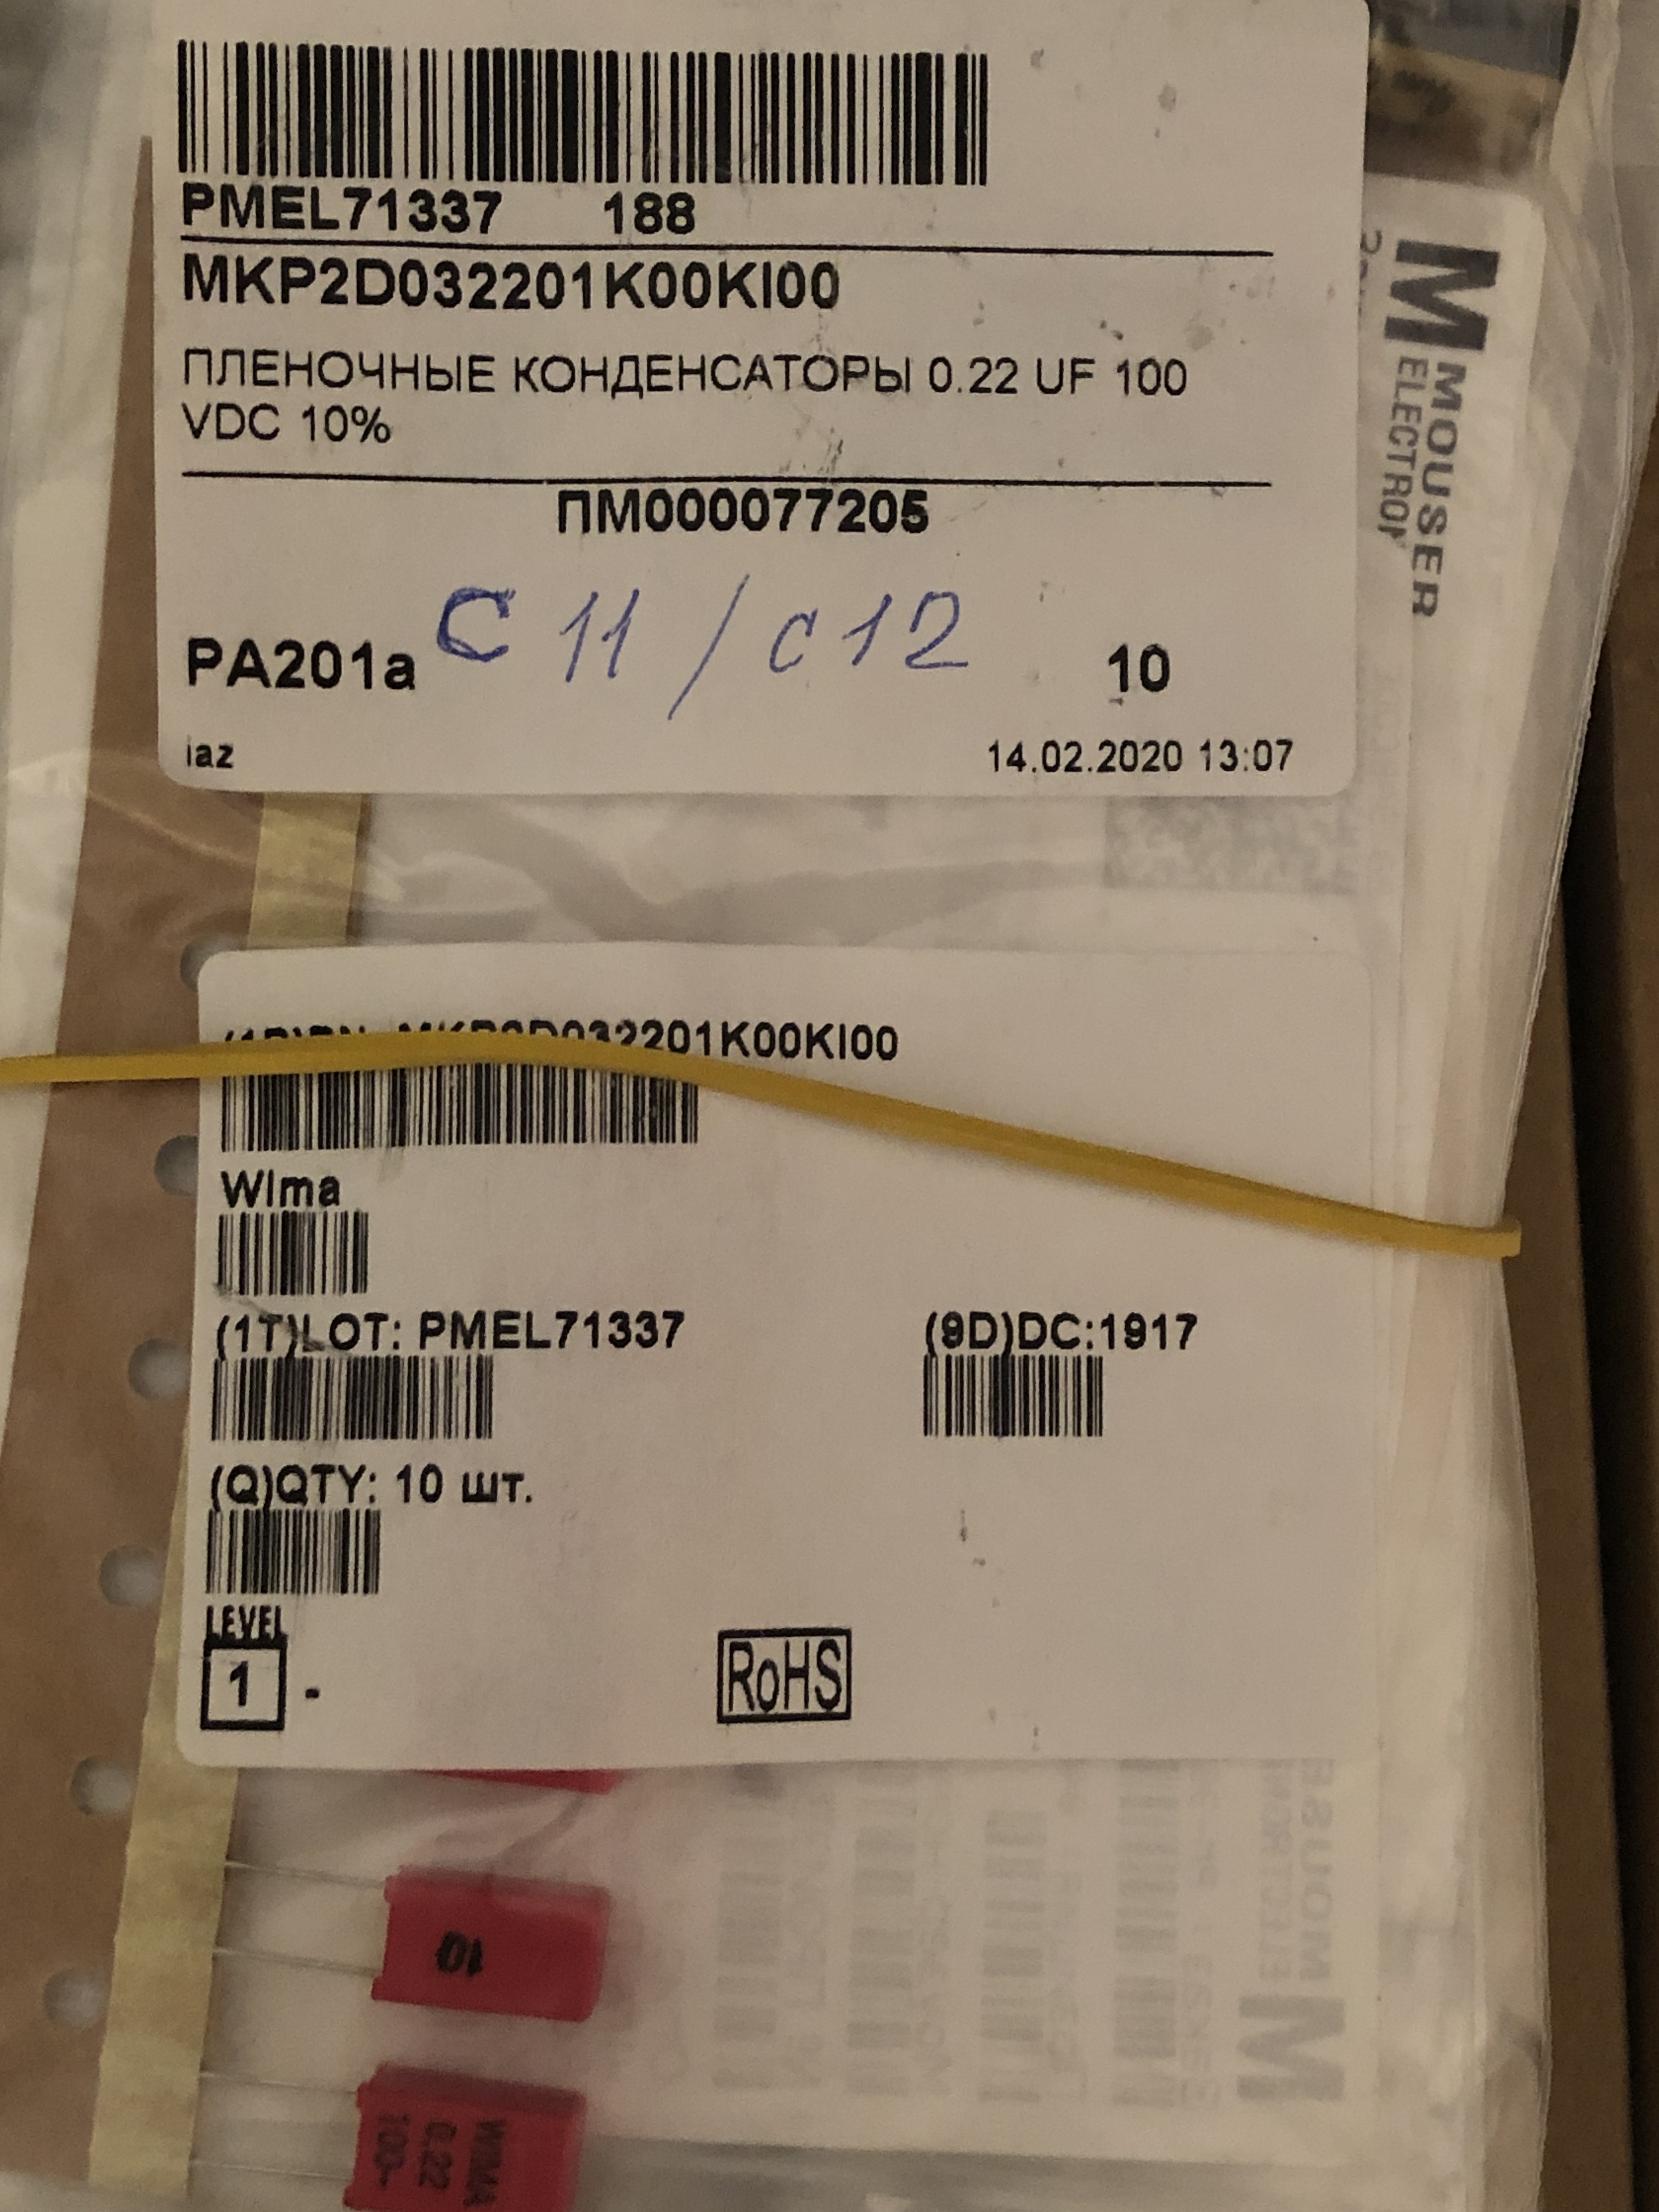 PMEL71337 188
MKP2D032201K00KI00
ПЛЕНОЧНЫЕ КОНДЕНСАТОРЫ 0.22 UF 100
VDC 10%
ПМ000077205
C 11 / C12
PA201a 10
iaz 14.02.2020 13:07
MOUSER
MKP2D032201K00KI00
WIma
(1T)LOT: PMEL71337 (9D)DC:1917
(Q)QTY: 10 шт.
LEVEL
1 -
RoHS
10
WIMA
0,22
100-
MOUSER